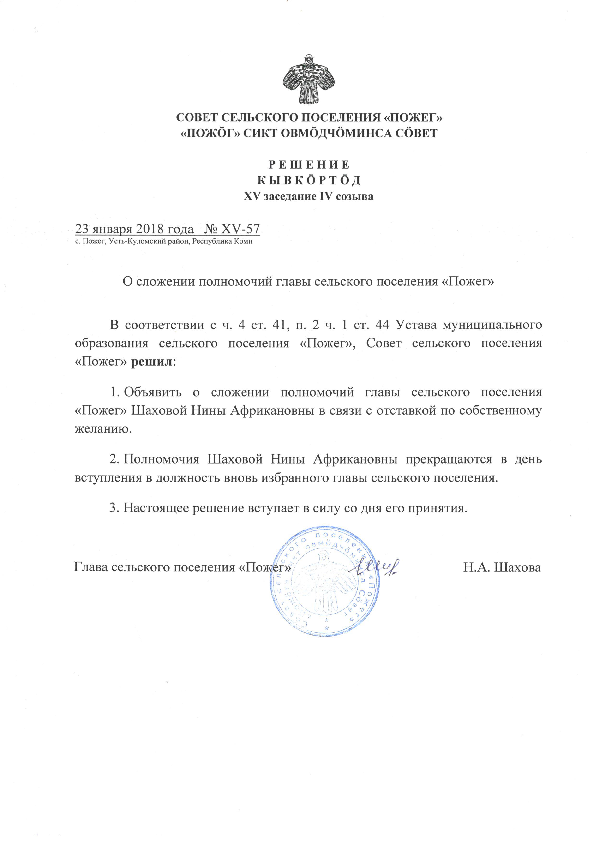 СОВЕТ СЕЛЬСКОГО ПОСЕЛЕНИЯ «ПОЖЕГ»
«ПОЖӦГ» СИКТ ОВМӦДЧӦМИНСА СӦВЕТ
Р Е Ш Е Н И Е
К Ы В К Ӧ Р Т Ӧ Д
XV заседание IV созыва
23 января 2018 года № XV-57
с. Пожег, Усть-Куломский район, Республика Коми
О сложении полномочий главы сельского поселения «Пожег»
В соответствии с ч. 4 ст. 41, п. 2 ч. 1 ст. 44 Устава муниципального
образования сельского поселения «Пожег», Совет сельского поселения
«Пожег» решил:
1. Объявить о сложении полномочий главы сельского поселения
«Пожег» Шаховой Нины Африкановны в связи с отставкой по собственному
желанию.
2. Полномочия Шаховой Нины Африкановны прекращаются в день
вступления в должность вновь избранного главы сельского поселения.
3. Настоящее решение вступает в силу со дня его принятия.
Глава сельского поселения «Пожег» Н.А. Шахова